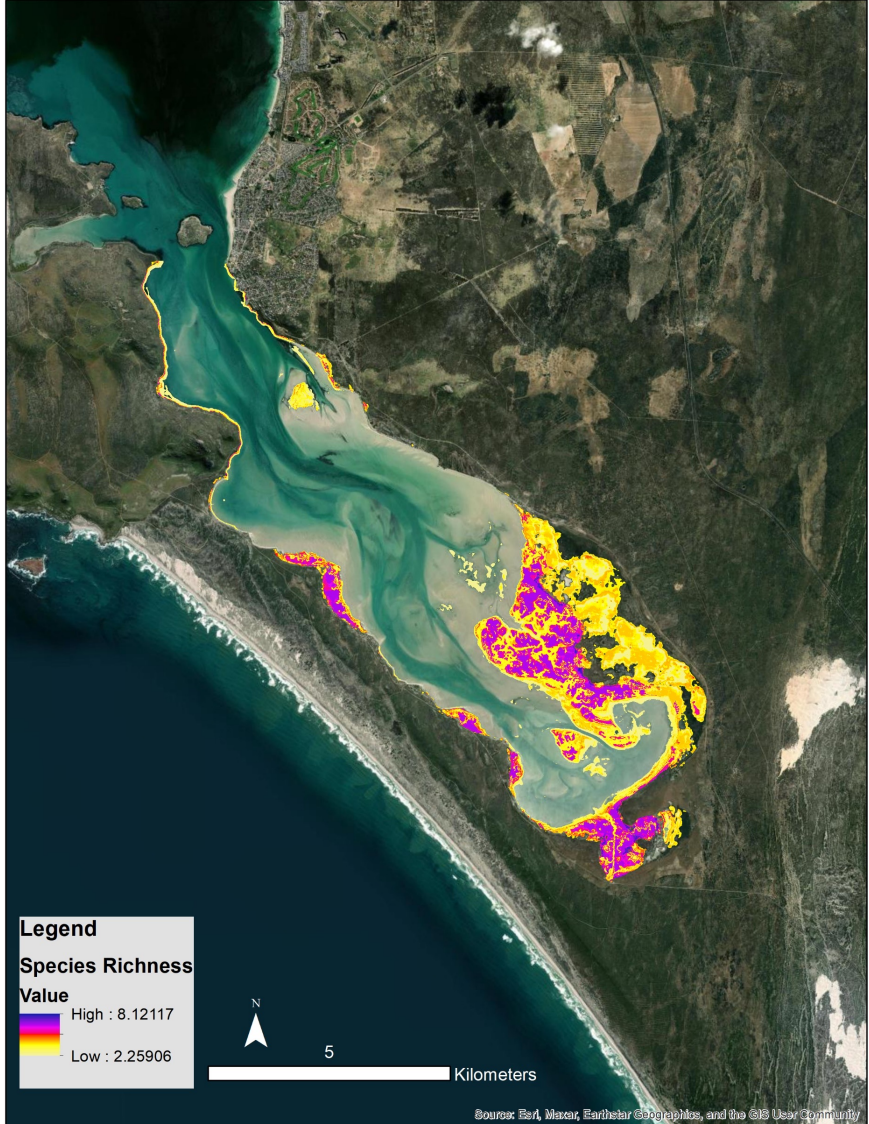 Legend
Species Richness
Value
High : 8.12117
Low : 2.25906
N
5
Kilometers
Source: Esri, Maxar, Earthstar Geographics, and the GIS User Community